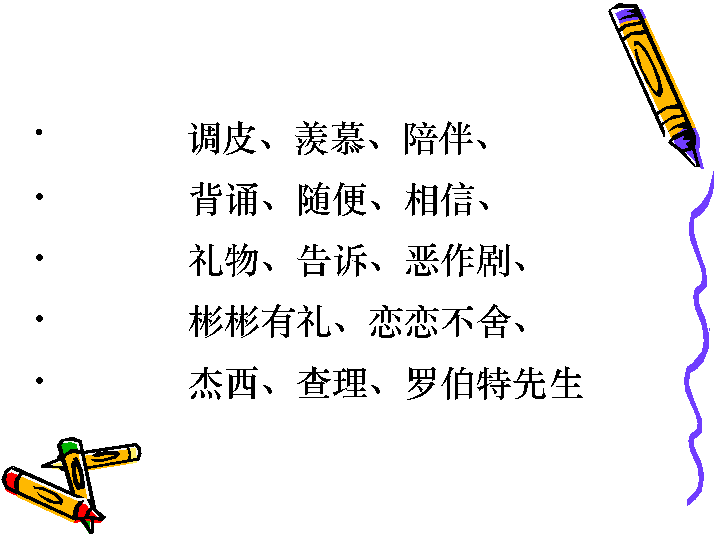 • 调皮、羡慕、陪伴、
• 背诵、随便、相信、
• 礼物、告诉、恶作剧、
• 彬彬有礼、恋恋不舍、
• 杰西、查理、罗伯特先生